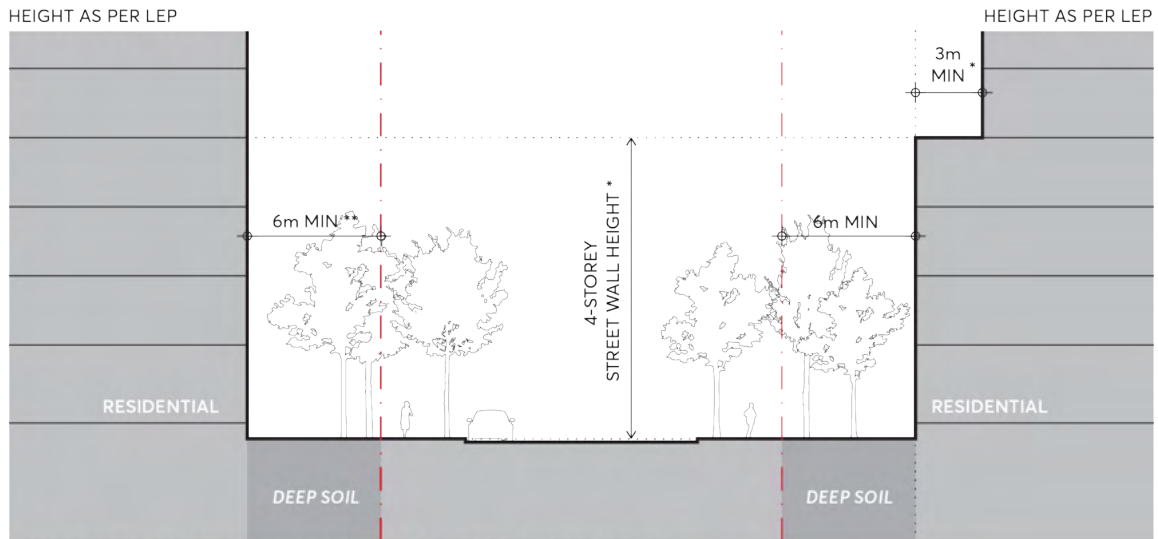 HEIGHT AS PER LEP
HEIGHT AS PER LEP
3m
MIN *
6m MIN **
4-STOREY
STREET WALL HEIGHT *
6m MIN
RESIDENTIAL
RESIDENTIAL
DEEP SOIL
DEEP SOIL